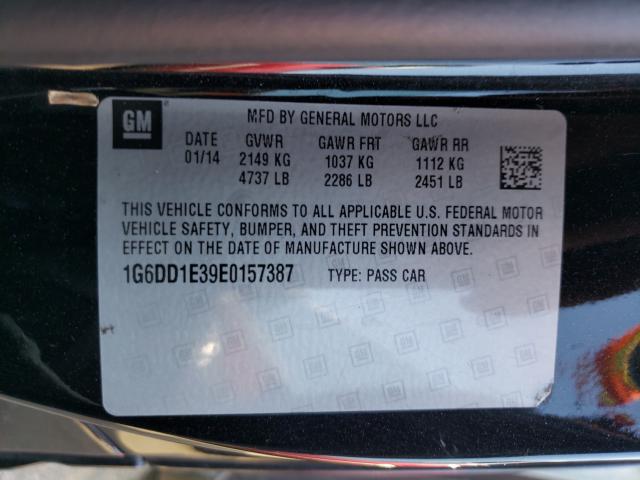 GM
MFD BY GENERAL MOTORS LLC
DATE GVWR GAWR FRT GAWR RR
01/14 2149 KG 1037 KG 1112 KG
4737 LB 2286 LB 2451 LB
THIS VEHICLE CONFORMS TO ALL APPLICABLE U.S. FEDERAL MOTOR
VEHICLE SAFETY, BUMPER, AND THEFT PREVENTION STANDARDS IN
EFFECT ON THE DATE OF MANUFACTURE SHOWN ABOVE.
1G6DD1E39E0157387 TYPE: PASS CAR